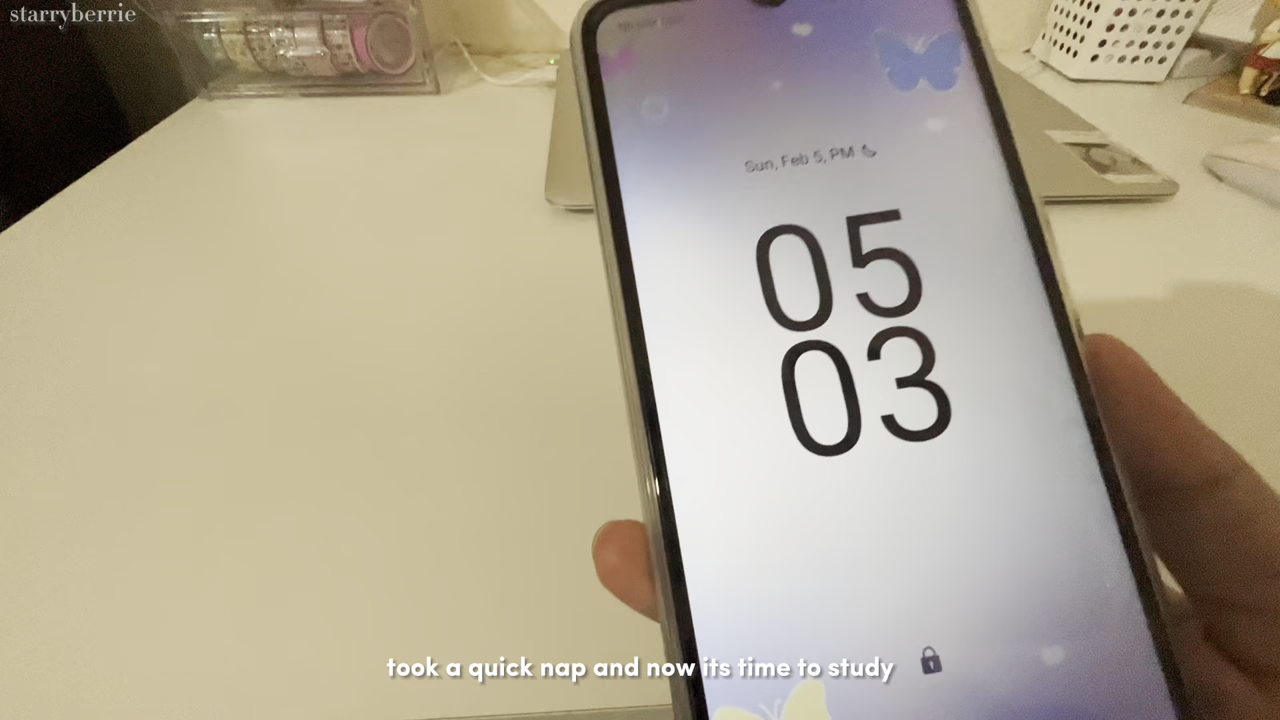 starryberrie
Sun, Feb 5, PM
05
03
took a quick nap and now its time to study